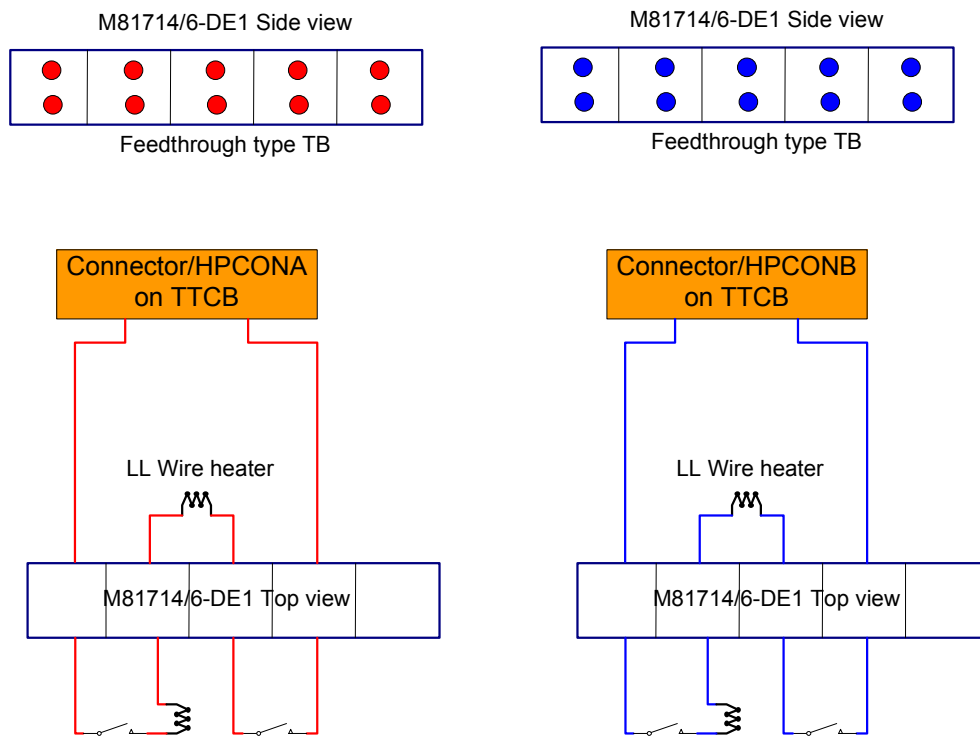 M81714/6-DE1 Side view
Feedthrough type TB
M81714/6-DE1 Side view
Feedthrough type TB
Connector/HPCONA
on TTCB
Connector/HPCONB
on TTCB
LL Wire heater
LL Wire heater
M81714/6-DE1 Top view
M81714/6-DE1 Top view